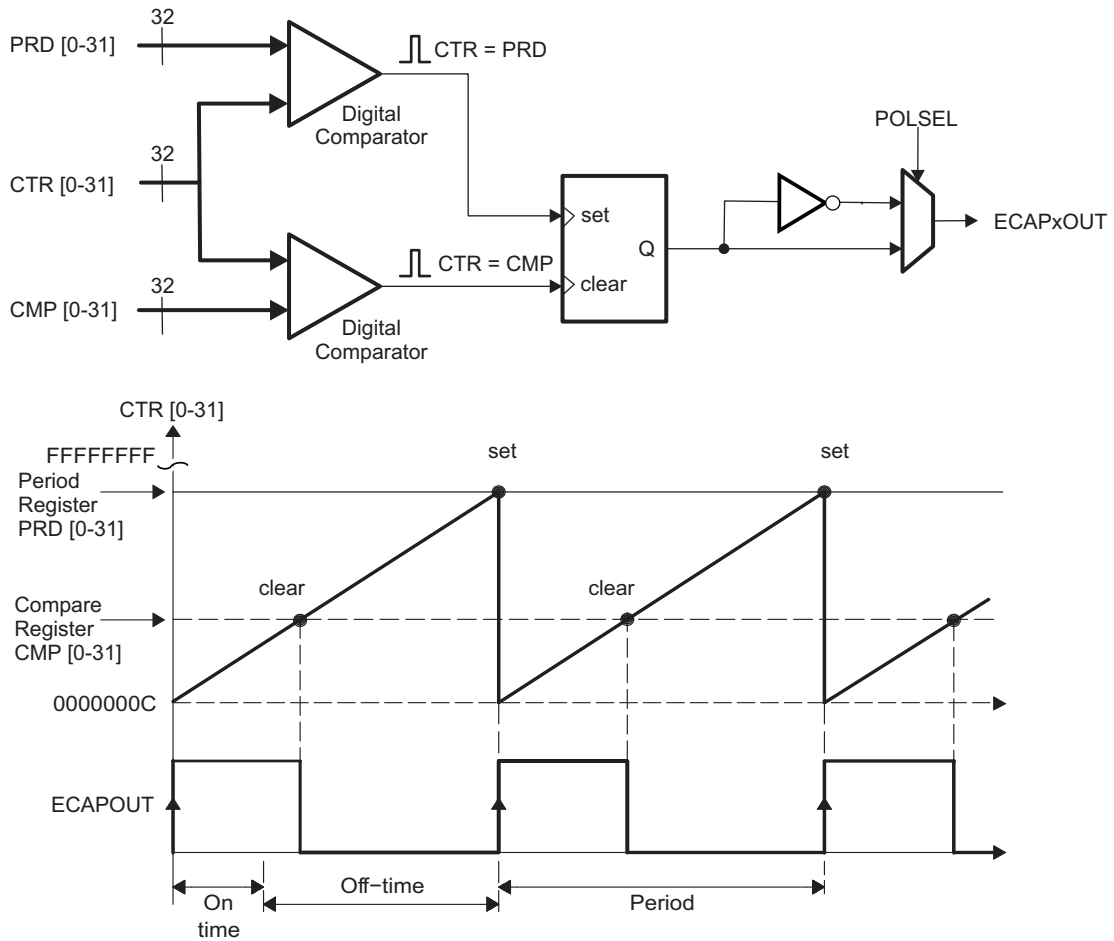 32
PRD [0-31]
CTR = PRD
Digital
Comparator
POLSEL
32
CTR [0-31]
set
Q
ECAPxOUT
32
CTR = CMP
clear
CMP [0-31]
Digital
Comparator
CTR [0-31]
FFFFFFFF
set
set
Period
Register
PRD [0-31]
clear
clear
Compare
Register
CMP [0-31]
0000000C
ECAPOUT
On
time
Off−time
Period